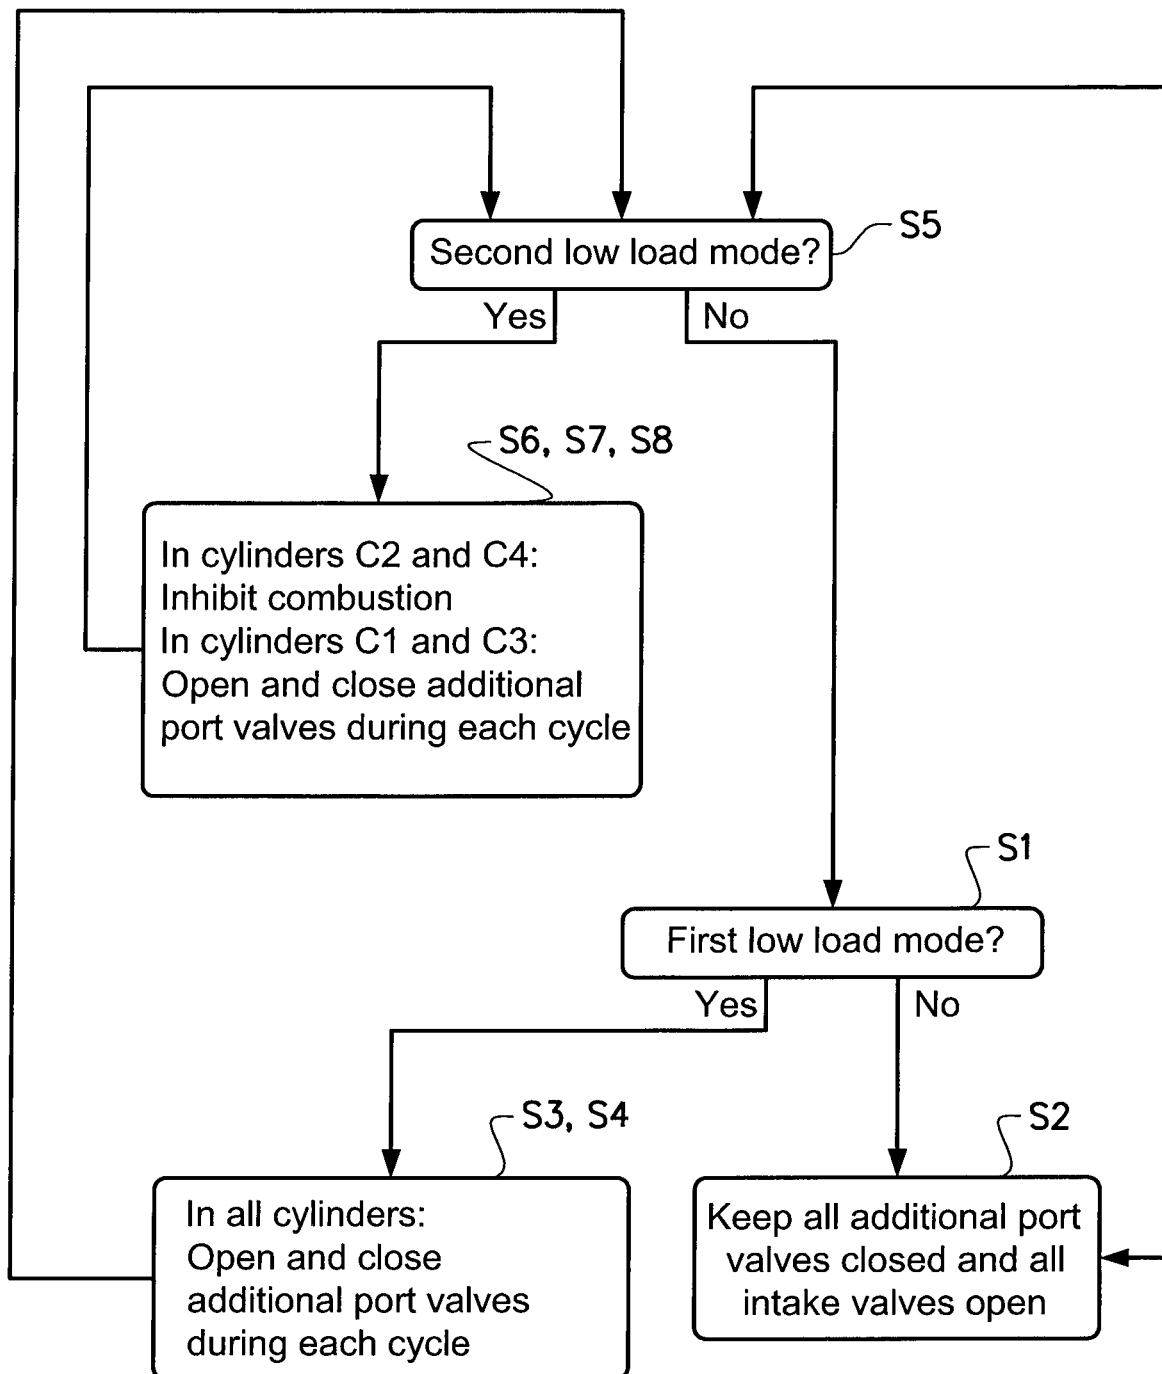 S5
Second low load mode?
Yes
No
S6, S7, S8
In cylinders C2 and C4:
Inhibit combustion
In cylinders C1 and C3:
Open and close additional
port valves during each cycle
S1
First low load mode?
Yes
No
S3, S4
In all cylinders:
Open and close
additional port valves
during each cycle
S2
Keep all additional port
valves closed and all
intake valves open